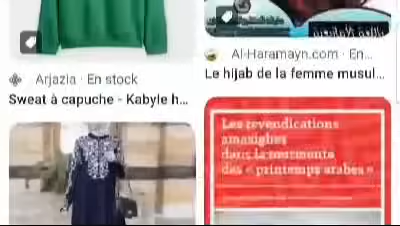 Arjazia · En stock
Sweat à capuche - Kabyle h...
Al-Haramayn.com · En...
Le hijab de la femme musul...
Les revendications
amazighes
dans la tourmente
des « printemps arabes »